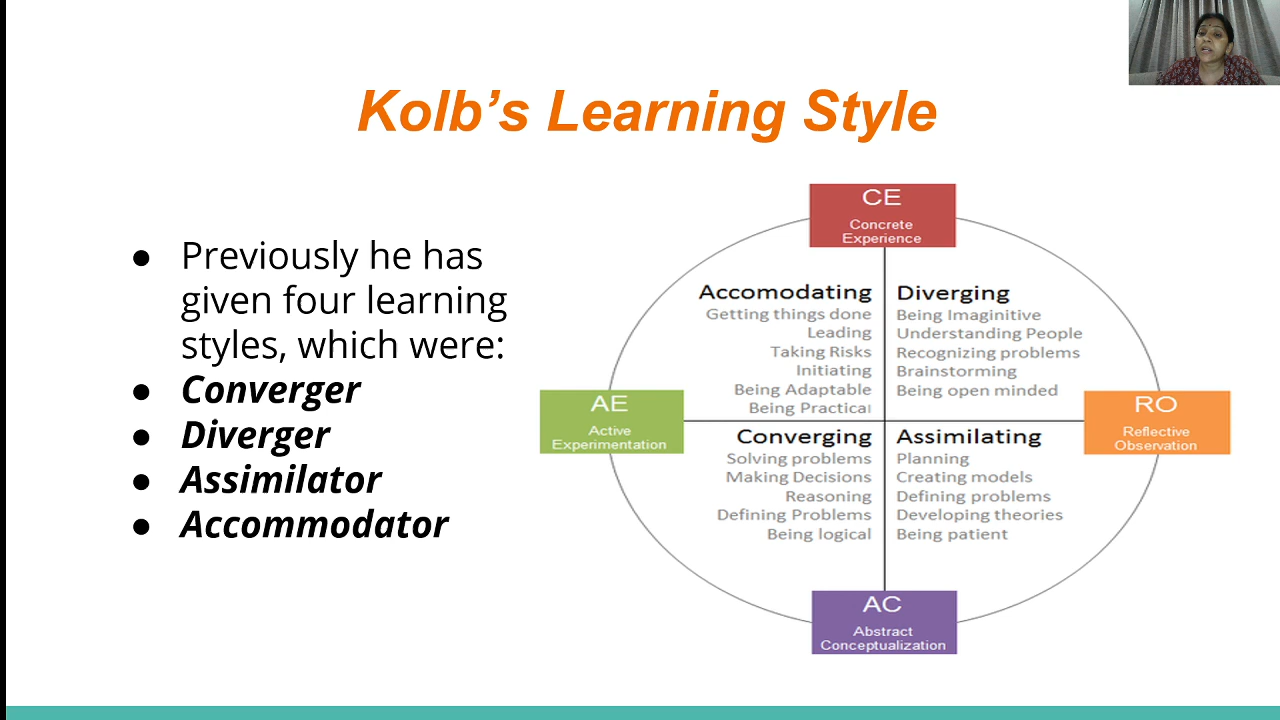 Kolb’s Learning Style
● Previously he has
given four learning
styles, which were:
● Converger
● Diverger
● Assimilator
● Accommodator
CE
Concrete
Experience
Accomodating
Getting things done
Leading
Taking Risks
Initiating
Being Adaptable
Being Practical
Diverging
Being Imaginitive
Understanding People
Recognizing problems
Brainstorming
Being open minded
AE
Active
Experimentation
RO
Reflective
Observation
Converging
Solving problems
Making Decisions
Reasoning
Defining Problems
Being logical
Assimilating
Planning
Creating models
Defining problems
Developing theories
Being patient
AC
Abstract
Conceptualization